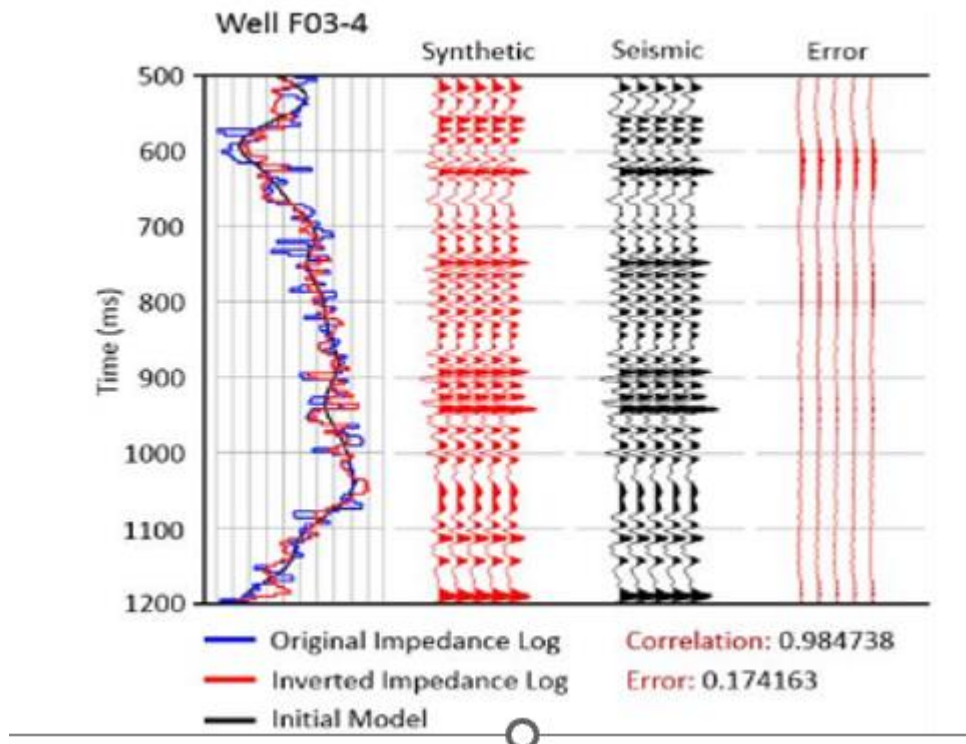 Well F03-4
Synthetic Seismic Error
500
600
700
800
900
1000
1100
1200
Time (ms)
Original Impedance Log Correlation: 0.984738
Inverted Impedance Log Error: 0.174163
Initial Model